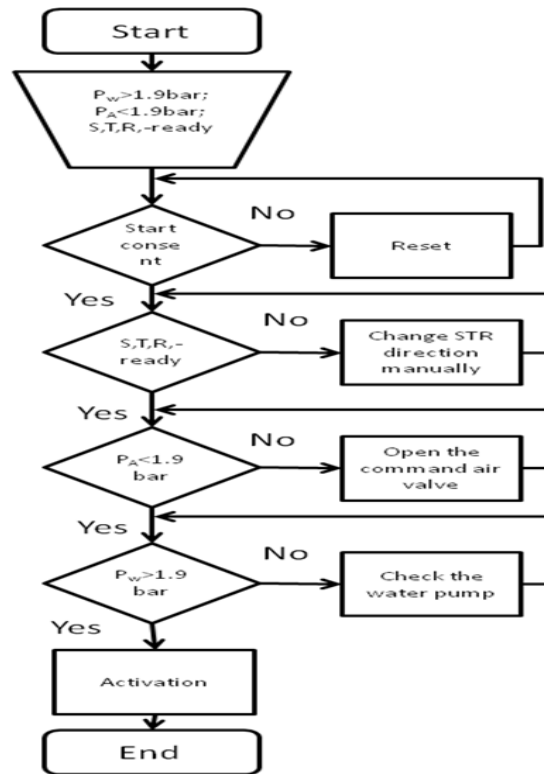 Start
P_W>1.9bar;
P_A<1.9bar;
S,T,R,-ready
Start
conse
nt
No
Reset
Yes
S,T,R,-
ready
No
Change STR
direction
manually
Yes
P_A<1.9
bar
No
Open the
command air
valve
Yes
P_W>1.9
bar
No
Check the
water pump
Yes
Activation
End